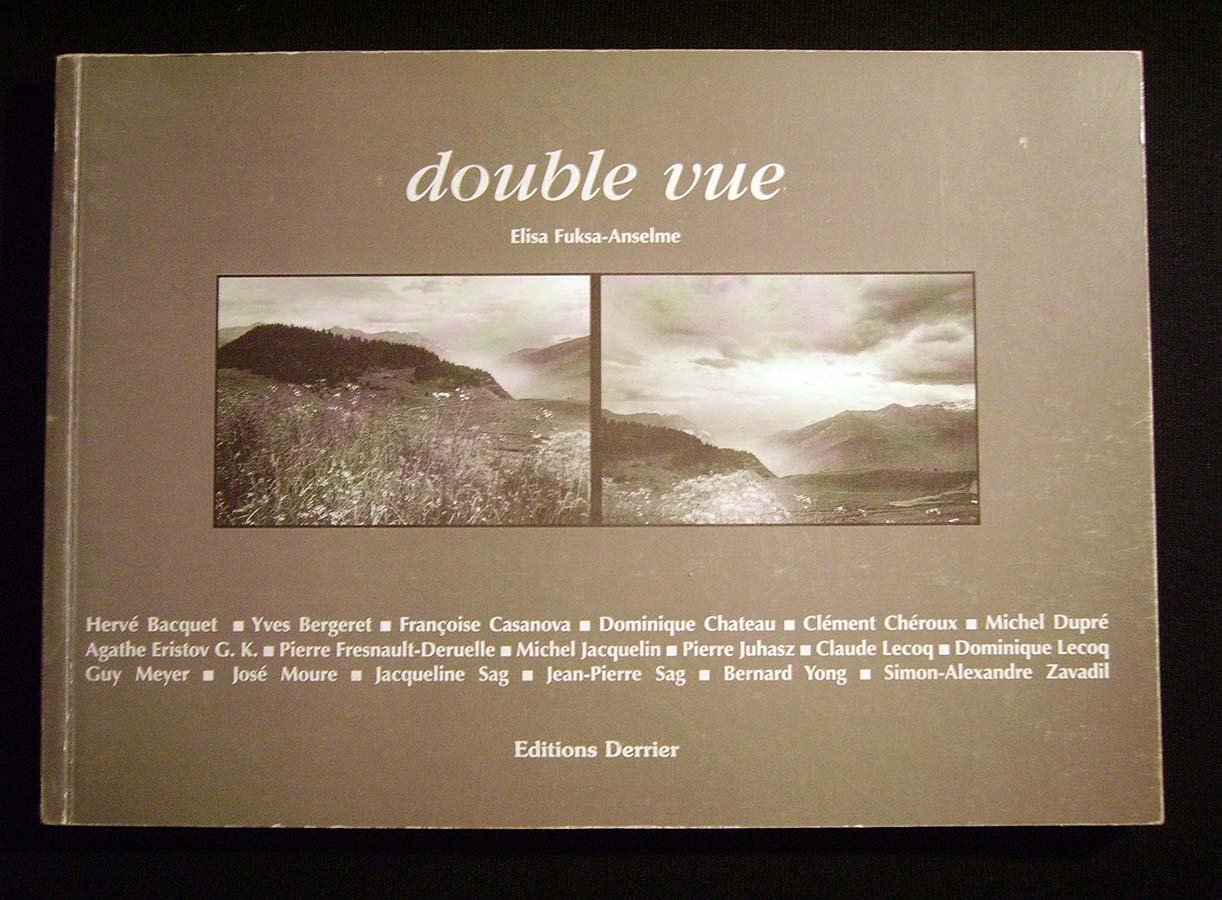 double vue
Elisa Fuksa-Anselme
Hervé Bacquet ■ Yves Bergeret ■ Françoise Casanova ■ Dominique Chateau ■ Clément Chéroux ■ Michel Dupré
Agathe Eristov G. K. ■ Pierre Fresnault-Deruelle ■ Michel Jacquelin ■ Pierre Juhasz ■ Claude Lecoq ■ Dominique Lecoq
Guy Meyer ■ José Moure ■ Jacqueline Sag ■ Jean-Pierre Sag ■ Bernard Yong ■ Simon-Alexandre Zavadil
Editions Derrier